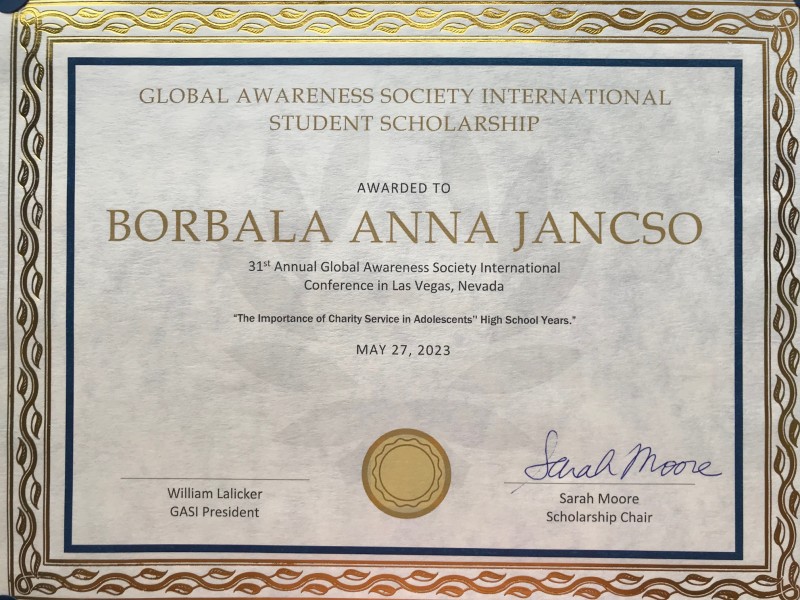 GLOBAL AWARENESS SOCIETY INTERNATIONAL
STUDENT SCHOLARSHIP
AWARDED TO
BORBALA ANNA JANCSO
31st Annual Global Awareness Society International
Conference in Las Vegas, Nevada
"The Importance of Charity Service in Adolescents" High School Years."
MAY 27, 2023
Sarah Moore
William Lalicker
GASI President
Sarah Moore
Scholarship Chair